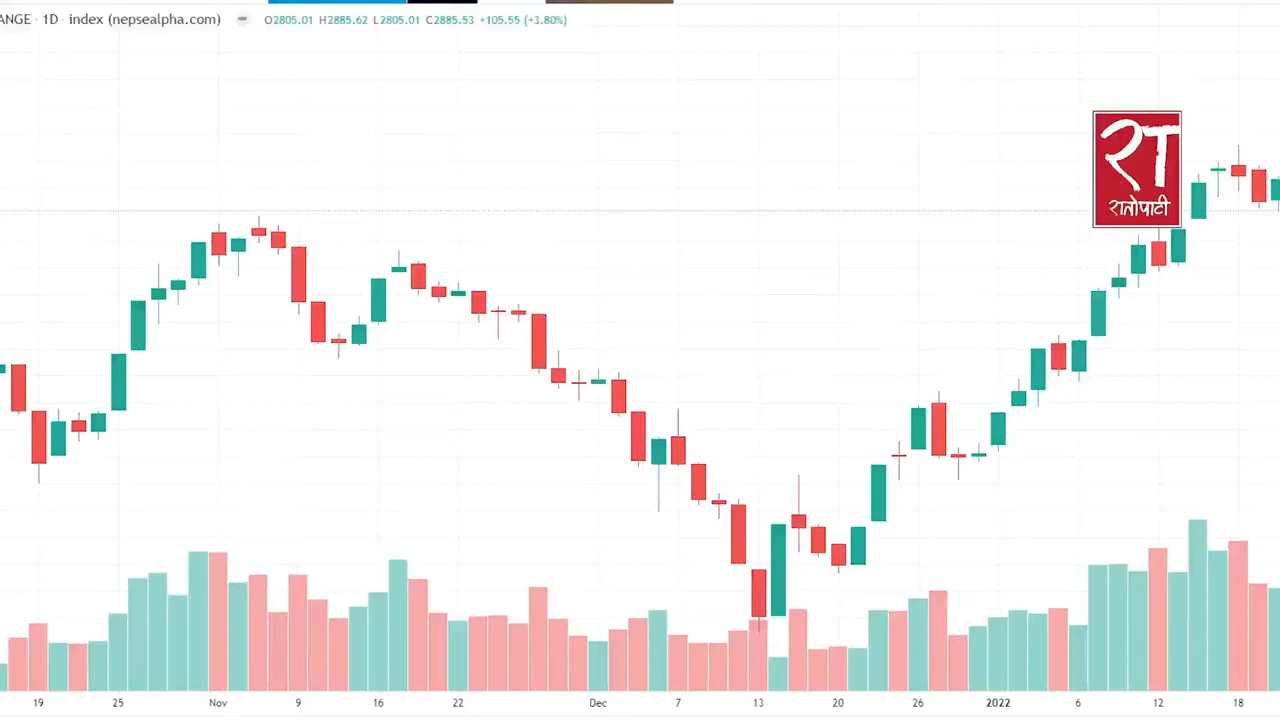 ANGE · 1D · index (nepsealpha.com) O2805.01 H2885.62 L2805.01 C2885.53 +105.55 (+3.80%)
रा
रातोपाटी
19 25 Nov 9 16 22 Dec 7 13 20 26 2022 6 12 18